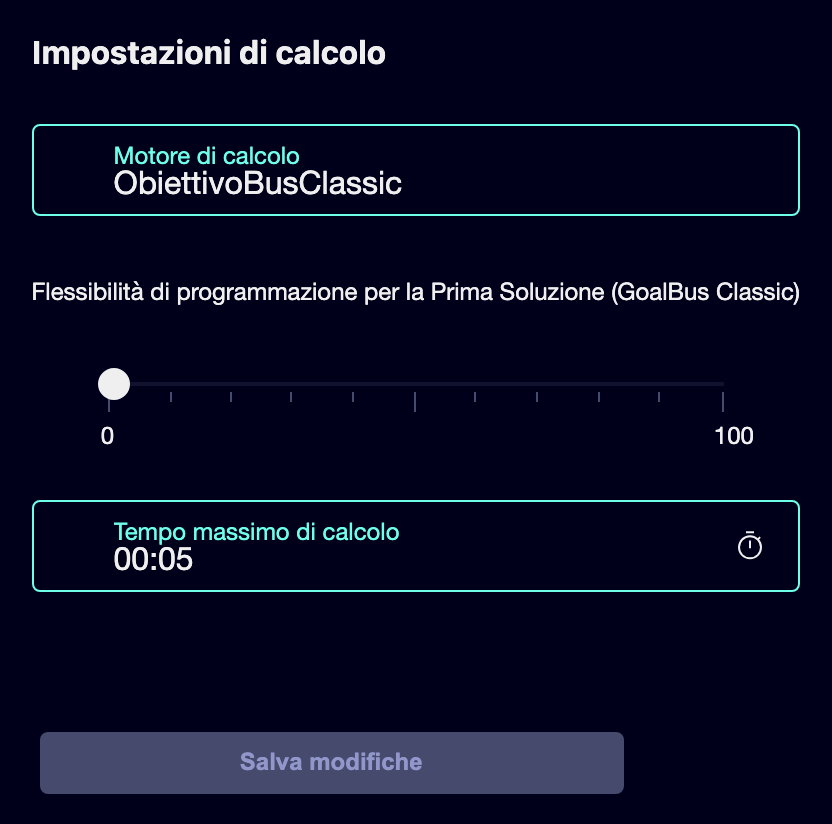 Impostazioni di calcolo
Motore di calcolo
ObiettivoBusClassic
Flessibilità di programmazione per la Prima Soluzione (GoalBus Classic)
0
100
Tempo massimo di calcolo
00:05
Salva modifiche